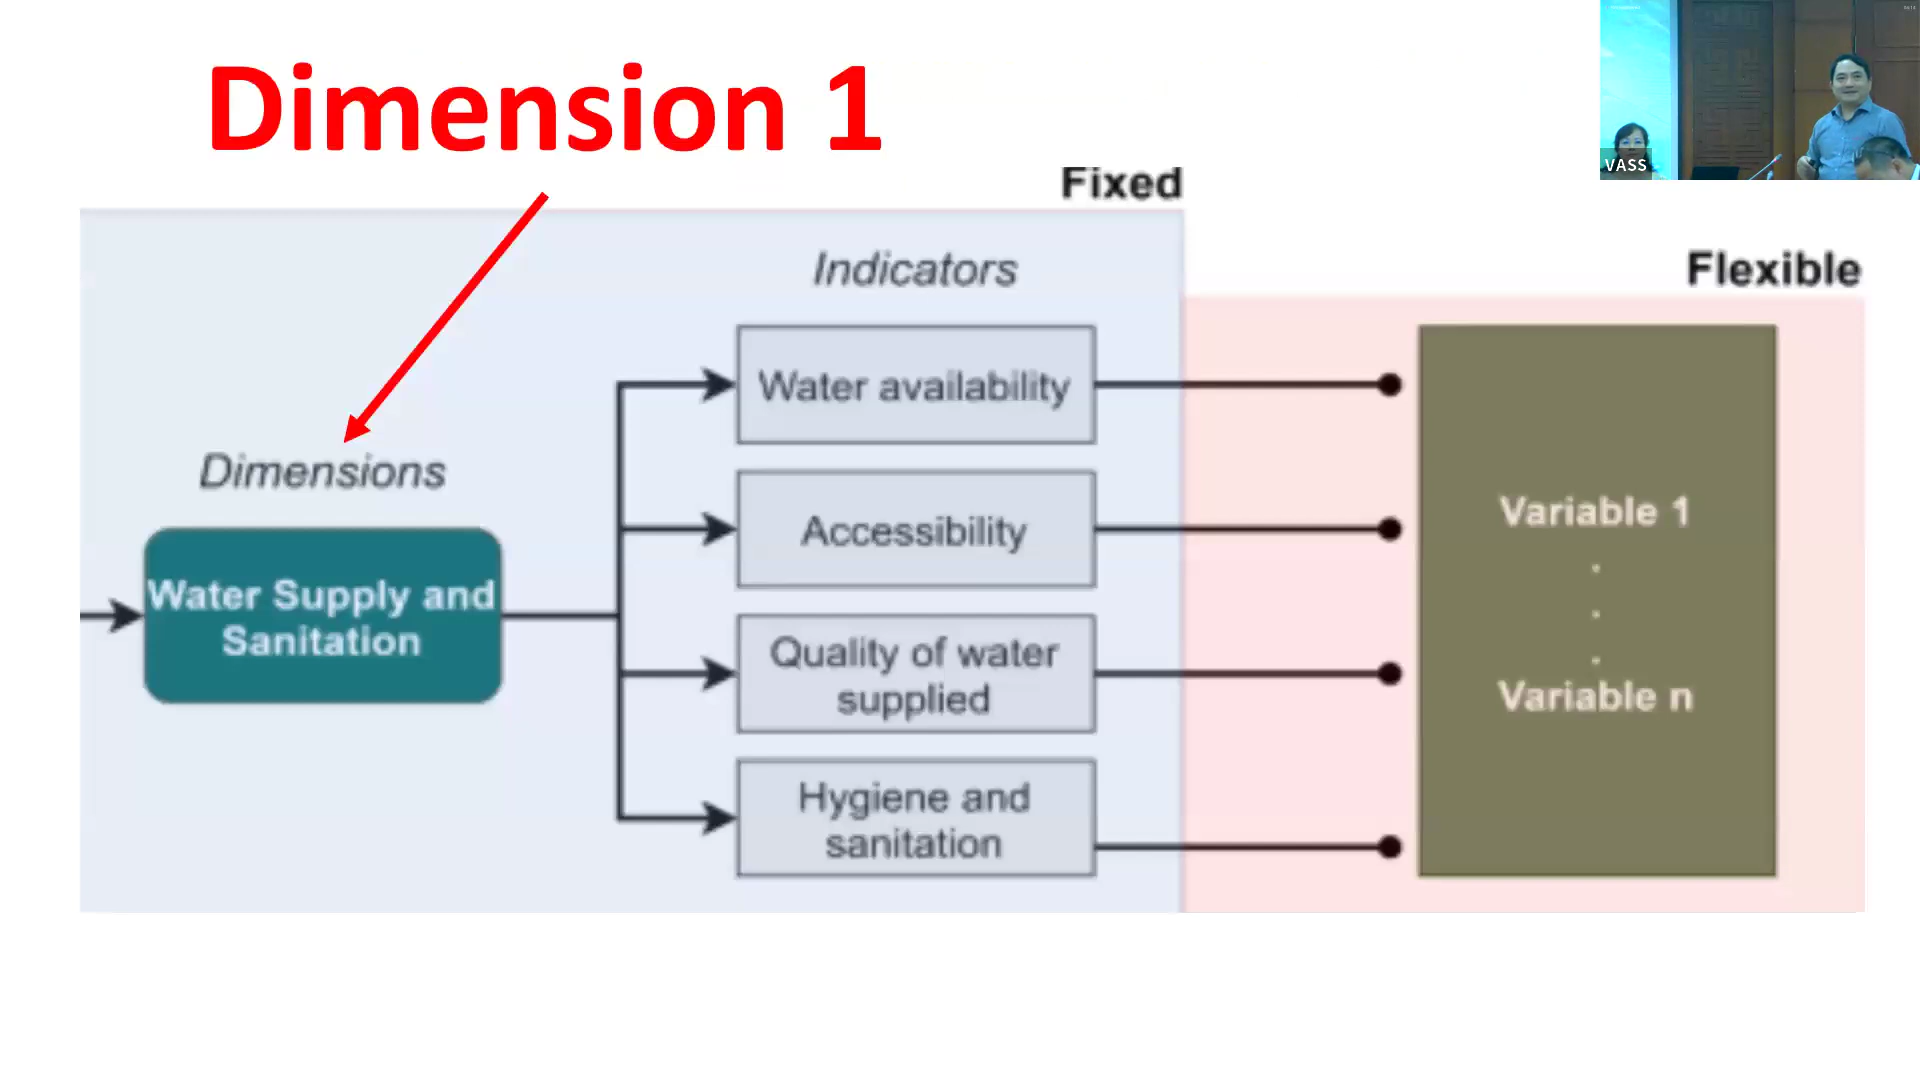 Dimension 1
VASS
Fixed
Indicators
Flexible
Water availability
Dimensions
Accessibility
Variable 1
.
.
.
Variable n
Water Supply and
Sanitation
Quality of water
supplied
Hygiene and
sanitation